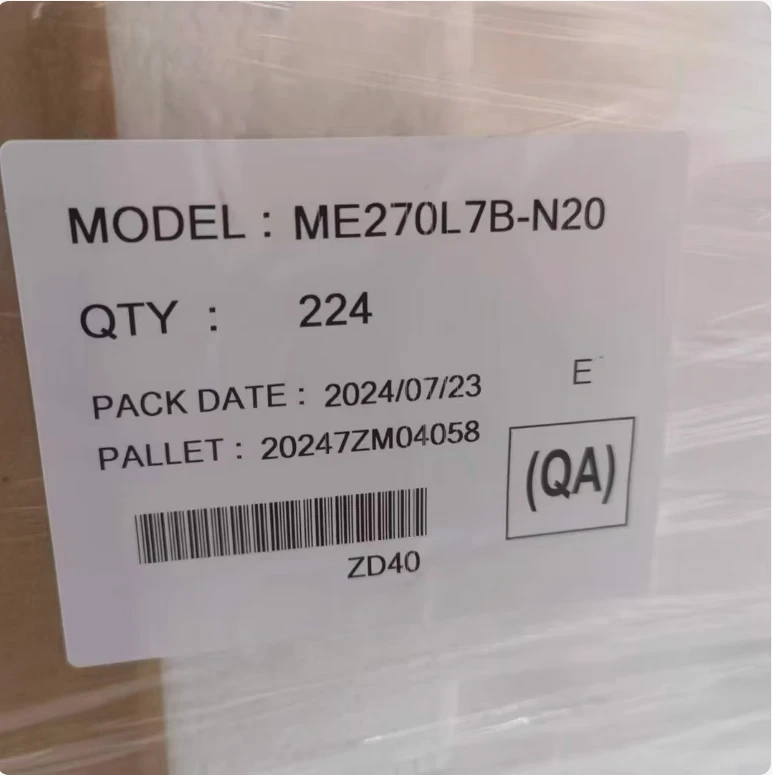 MODEL : ME270L7B-N20
QTY : 224
E
PACK DATE : 2024/07/23
PALLET : 20247ZM04058
(QA)
ZD40